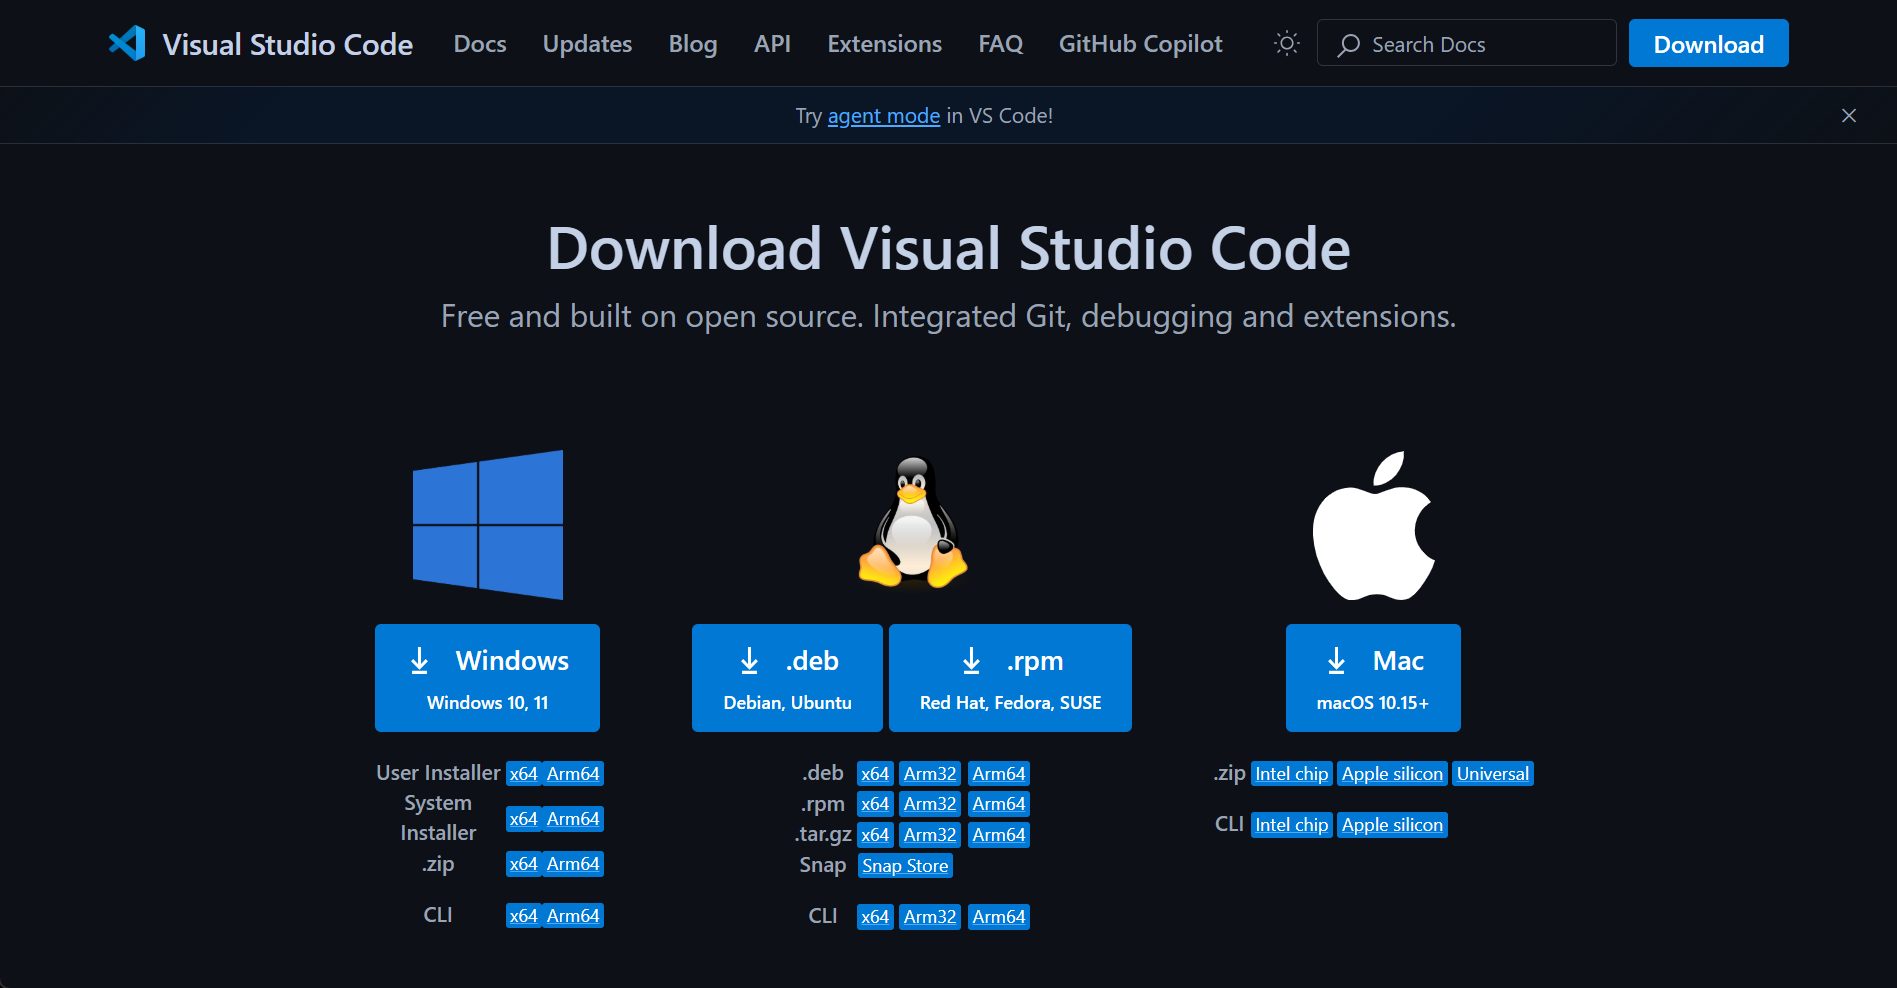 Visual Studio Code Docs Updates Blog API Extensions FAQ GitHub Copilot Search Docs Download
Try agent mode in VS Code!
Download Visual Studio Code
Free and built on open source. Integrated Git, debugging and extensions.
Windows
Windows 10, 11
User Installer x64 Arm64
System
Installer x64 Arm64
.zip x64 Arm64
CLI x64 Arm64
.deb
Debian, Ubuntu
.rpm
Red Hat, Fedora, SUSE
.deb x64 Arm32 Arm64
.rpm x64 Arm32 Arm64
.tar.gz x64 Arm32 Arm64
Snap Snap Store
CLI x64 Arm32 Arm64
Mac
macOS 10.15+
.zip Intel chip Apple silicon Universal
CLI Intel chip Apple silicon